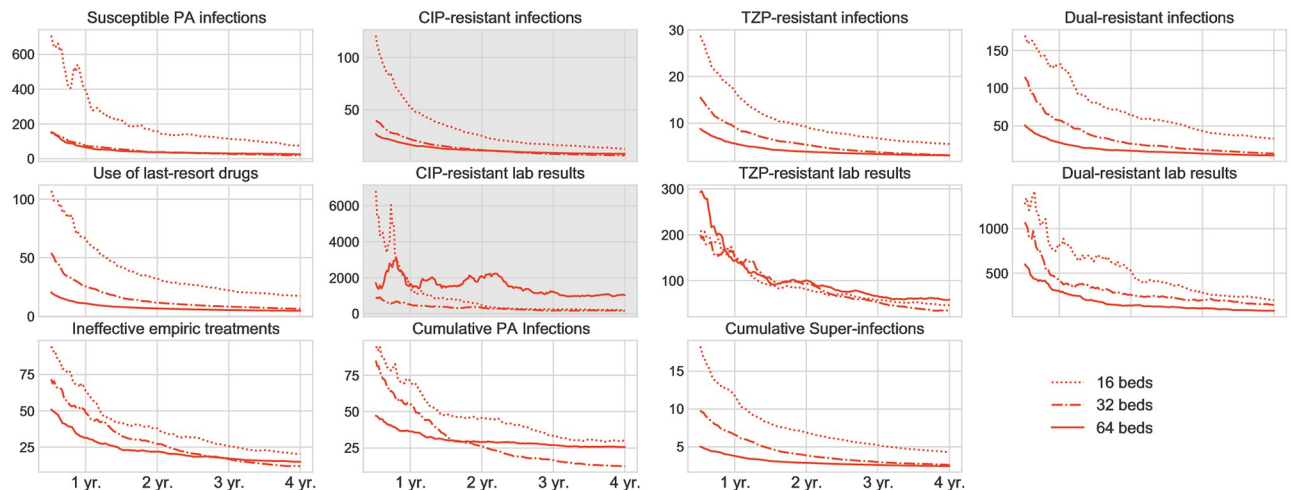 Susceptible PA infections
CIP-resistant infections
TZP-resistant infections
Dual-resistant infections
600
400
200
0
100
50
30
20
10
150
100
50
Use of last-resort drugs
CIP-resistant lab results
TZP-resistant lab results
Dual-resistant lab results
100
50
0
6000
4000
2000
0
300
200
100
1000
500
Ineffective empiric treatments
Cumulative PA Infections
Cumulative Super-infections
75
50
25
75
50
25
15
10
5
16 beds
32 beds
64 beds
1 yr. 2 yr. 3 yr. 4 yr.
1 yr. 2 yr. 3 yr. 4 yr.
1 yr. 2 yr. 3 yr. 4 yr.